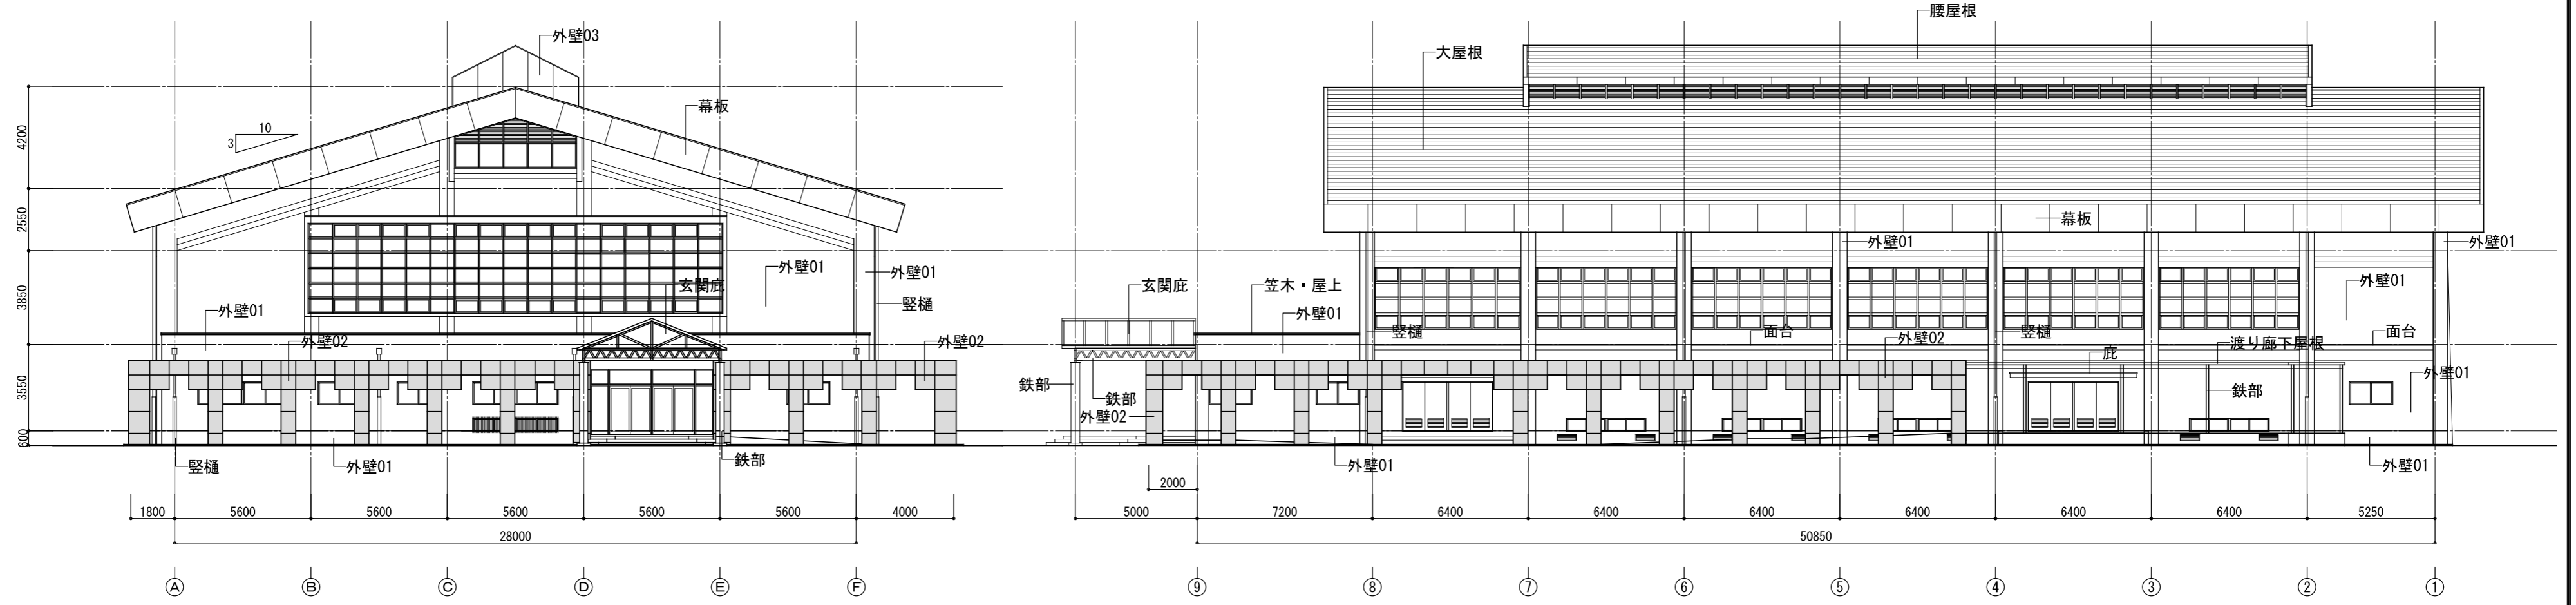 腰屋根
外壁03
大屋根
幕板
10
3
4200
2550
3850
3550
600
幕板
外壁01
外壁01
外壁01
外壁01
玄関庇
外壁01
竪樋
外壁01
外壁02
外壁02
玄関庇
笠木・屋上
外壁01
竪樋
面台
外壁02
竪樋
外壁01
面台
渡り廊下屋根
庇
外壁01
鉄部
鉄部
外壁02
鉄部
竪樋
外壁01
鉄部
外壁01
外壁01
2000
1800
5600
5600
5600
5600
5600
4000
5000
7200
6400
6400
6400
6400
6400
6400
5250
28000
50850
A
B
C
D
E
F
9
8
7
6
5
4
3
2
1